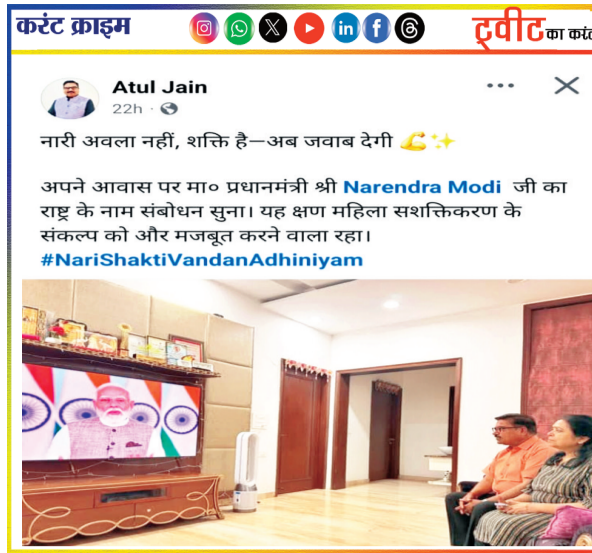 करंट क्राइम
ट्वीट का करंट
Atul Jain
22h
नारी अवला नहीं, शक्ति है—अब जवाब देगी 💪✨
अपने आवास पर मा० प्रधानमंत्री श्री Narendra Modi जी का
राष्ट्र के नाम संबोधन सुना। यह क्षण महिला सशक्तिकरण के
संकल्प को और मजबूत करने वाला रहा।
#NariShaktiVandanAdhiniyam